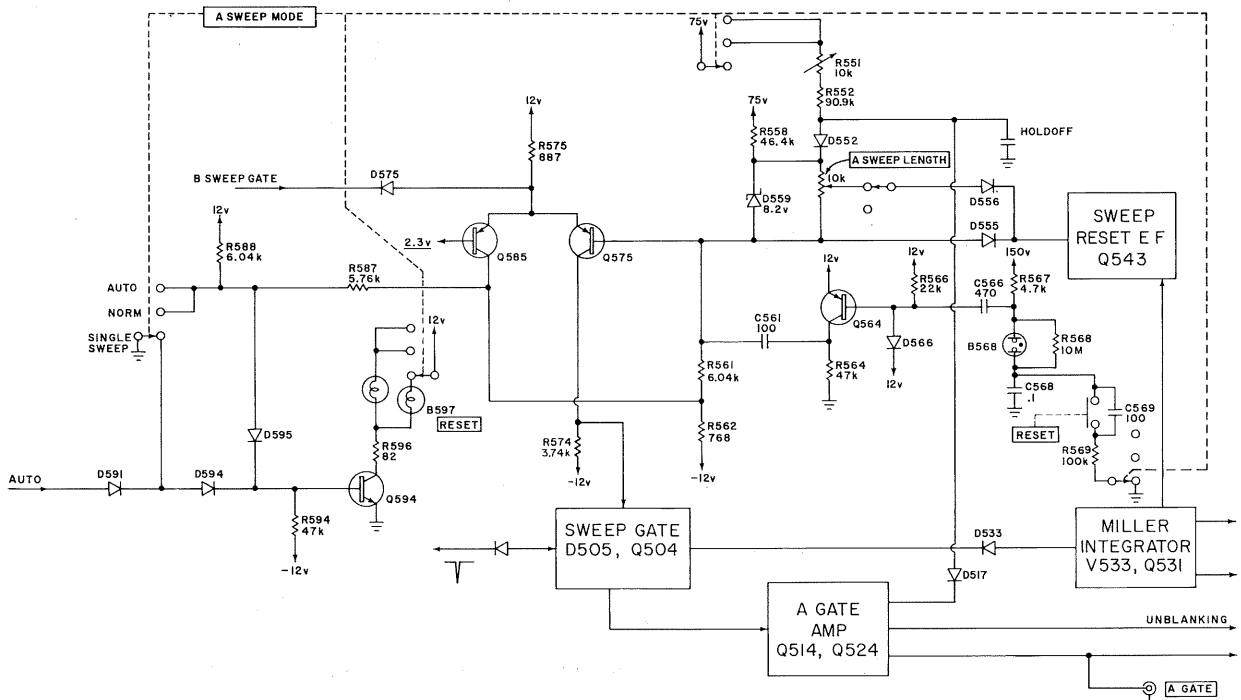 A SWEEP MODE
75v
R551
10k
R552
90.9k
12v
75v
R575
887
R558
46.4k
D552
HOLDOFF
A SWEEP LENGTH
B SWEEP GATE
D575
10k
D559
8.2v
D556
12v
R588
6.04k
2.3v
Q585
Q575
D555
SWEEP
RESET E F
Q543
R587
5.76k
12v
12v
R566
22k
C566
470
150v
R567
4.7k
AUTO
NORM
SINGLE
SWEEP
12v
C561
100
Q564
D566
12v
B568
R568
10M
R561
6.04k
R564
47k
C568
.1
C569
100
B597
RESET
RESET
D595
R596
82
R574
3.74k
-12v
R562
768
-12v
R569
100k
AUTO
D591
D594
Q594
R594
47k
-12v
SWEEP GATE
D505, Q504
D533
MILLER
INTEGRATOR
V533, Q531
D517
A GATE
AMP
Q514, Q524
UNBLANKING
A GATE